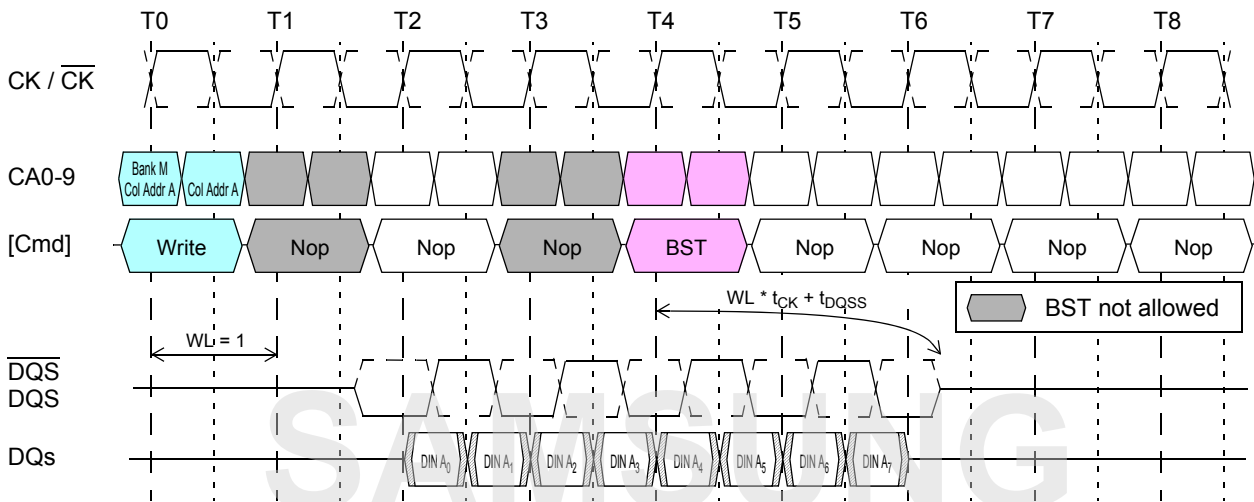 T0 T1 T2 T3 T4 T5 T6 T7 T8
CK / C̅K̅
CA0-9
Bank M
Col Addr A
Col Addr A
[Cmd]
Write Nop Nop Nop BST Nop Nop Nop Nop
WL * tCK + tDQSS
BST not allowed
WL = 1
D̅Q̅S̅
DQS
SAMSUNG
DQs
DIN A0 DIN A1 DIN A2 DIN A3 DIN A4 DIN A5 DIN A6 DIN A7